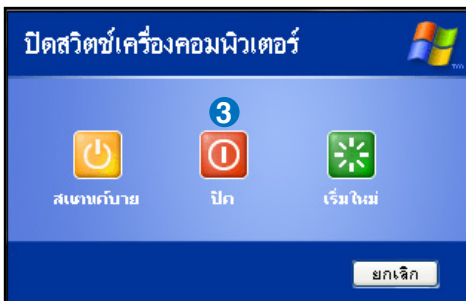 ปิดสวิตช์เครื่องคอมพิวเตอร์
TM
3
สแตนด์บาย ปิด เริ่มใหม่
ยกเลิก